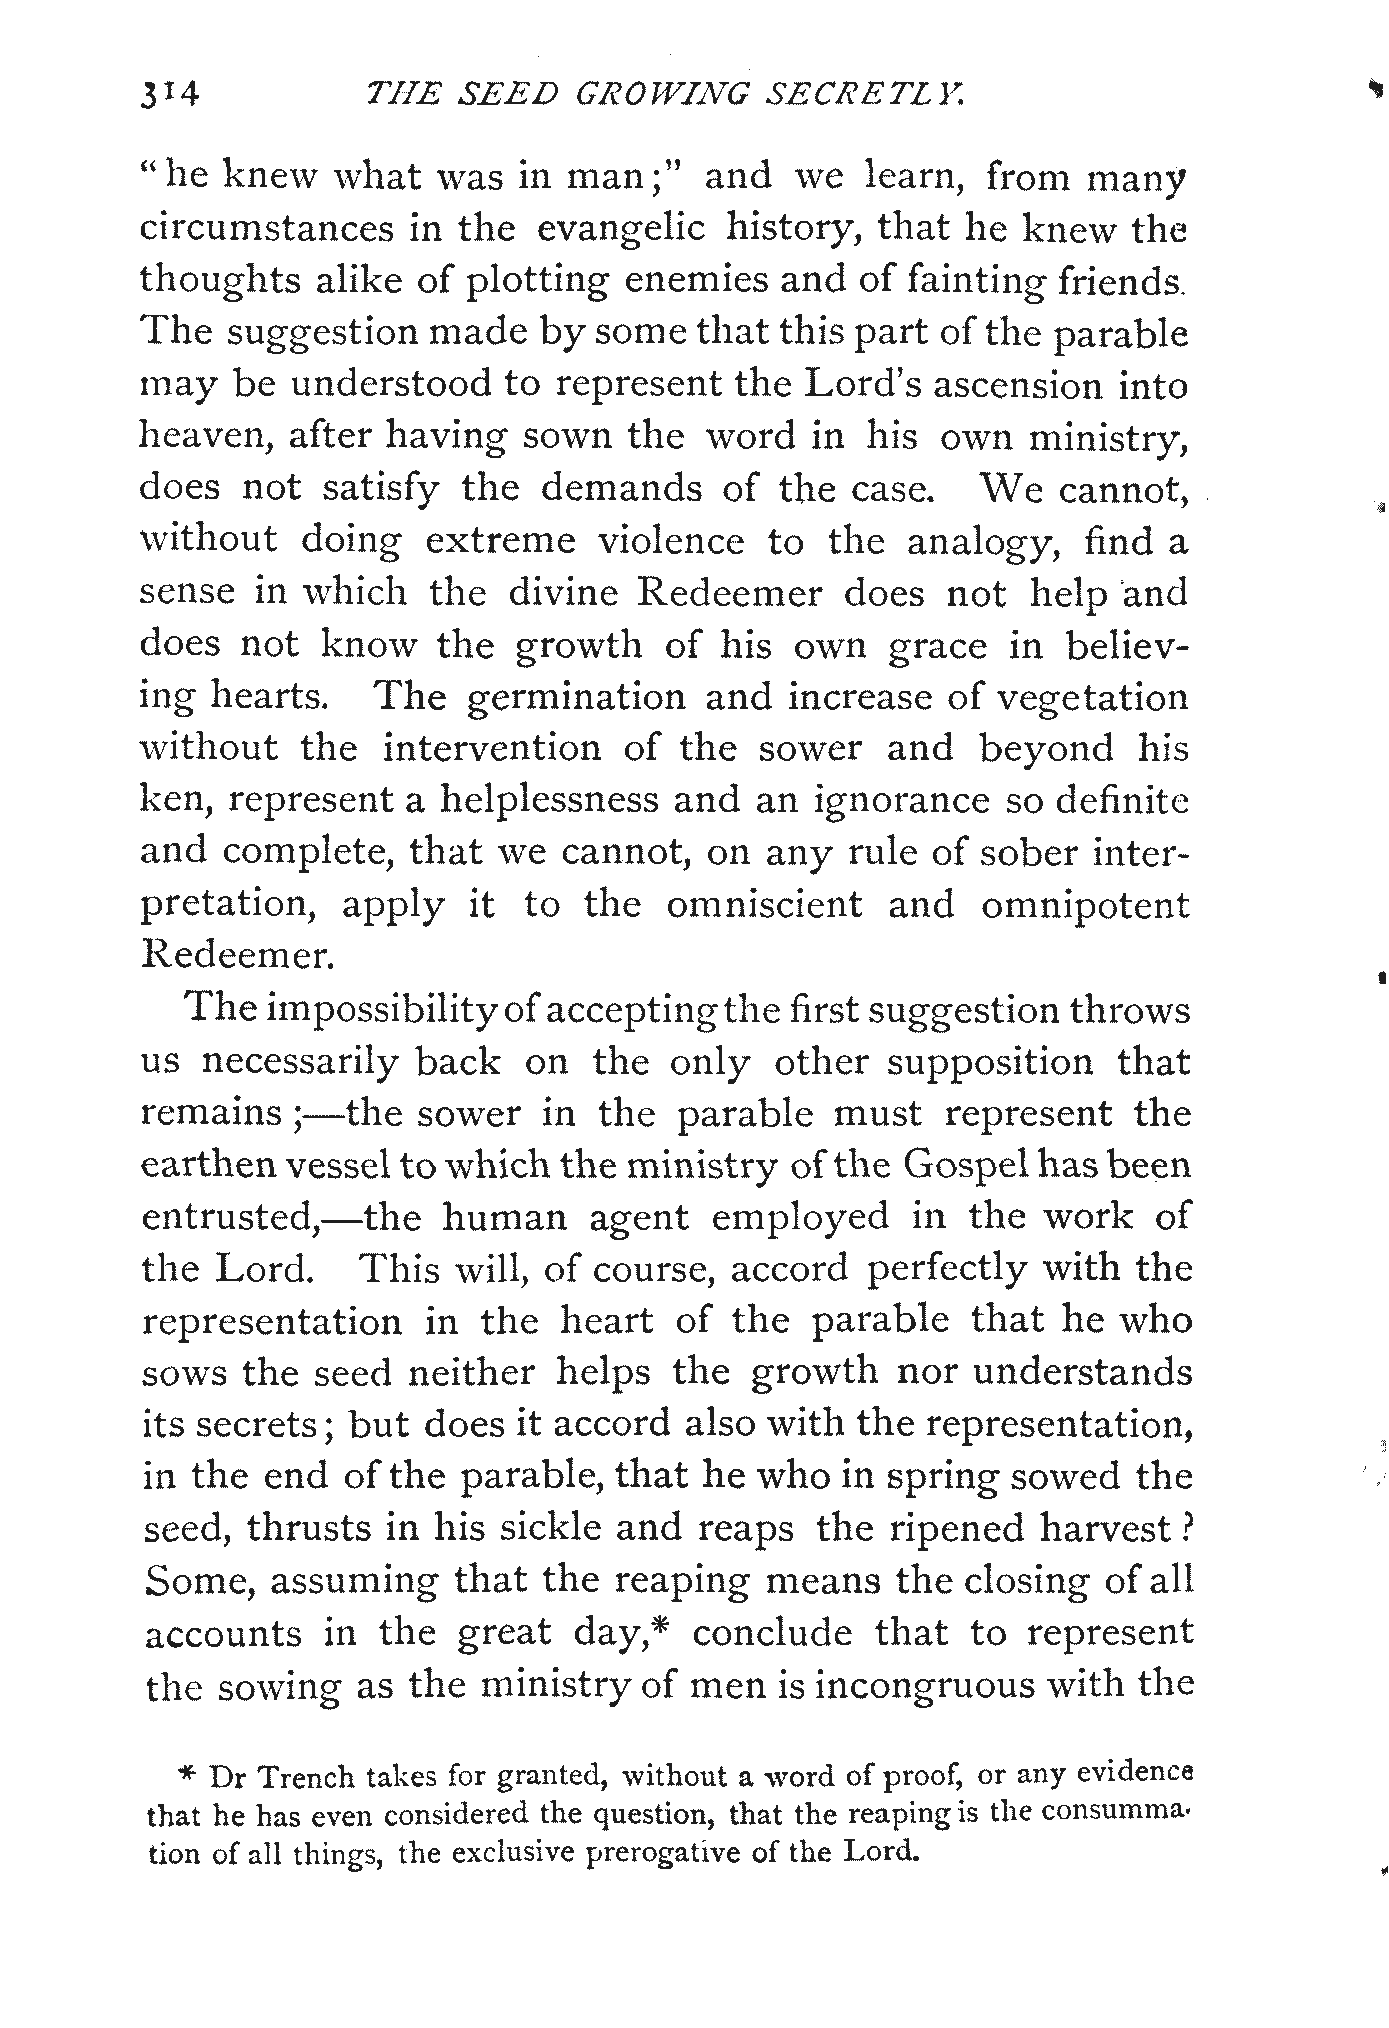 314 THE SEED GROWING SECRETLY.
“he knew what was in man;” and we learn, from many
circumstances in the evangelic history, that he knew the
thoughts alike of plotting enemies and of fainting friends.
The suggestion made by some that this part of the parable
may be understood to represent the Lord's ascension into
heaven, after having sown the word in his own ministry,
does not satisfy the demands of the case. We cannot,
without doing extreme violence to the analogy, find a
sense in which the divine Redeemer does not help and
does not know the growth of his own grace in believ-
ing hearts. The germination and increase of vegetation
without the intervention of the sower and beyond his
ken, represent a helplessness and an ignorance so definite
and complete, that we cannot, on any rule of sober inter-
pretation, apply it to the omniscient and omnipotent
Redeemer.
The impossibility of accepting the first suggestion throws
us necessarily back on the only other supposition that
remains ;—the sower in the parable must represent the
earthen vessel to which the ministry of the Gospel has been
entrusted,—the human agent employed in the work of
the Lord. This will, of course, accord perfectly with the
representation in the heart of the parable that he who
sows the seed neither helps the growth nor understands
its secrets; but does it accord also with the representation,
in the end of the parable, that he who in spring sowed the
seed, thrusts in his sickle and reaps the ripened harvest ?
Some, assuming that the reaping means the closing of all
accounts in the great day,* conclude that to represent
the sowing as the ministry of men is incongruous with the
* Dr Trench takes for granted, without a word of proof, or any evidence
that he has even considered the question, that the reaping is the consumma-
tion of all things, the exclusive prerogative of the Lord.